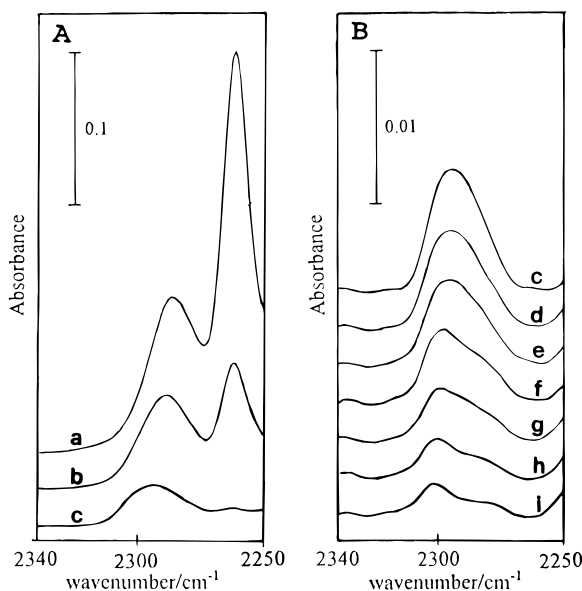 A
0.1
Absorbance
a
b
c
2340
2300
2250
wavenumber/cm-1
B
0.01
Absorbance
c
d
e
f
g
h
i
2340
2300
2250
wavenumber/cm-1